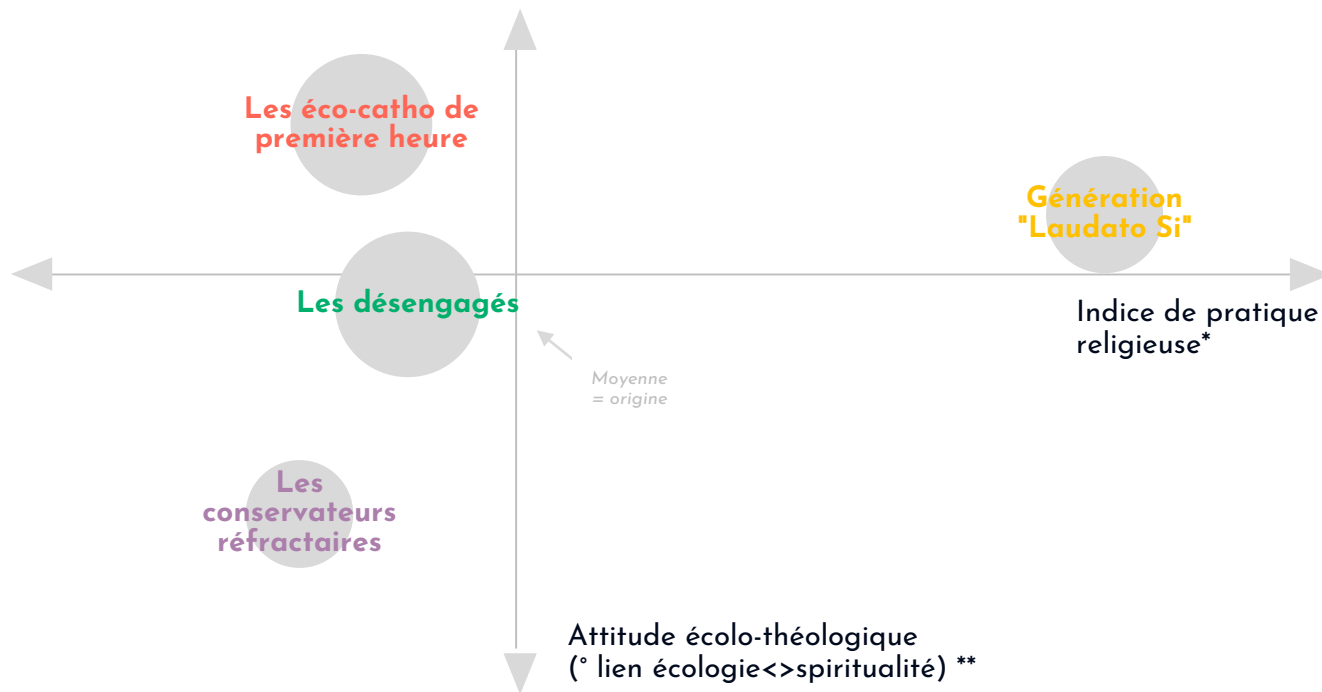 Les éco-catho de
première heure
Génération
"Laudato Si"
Les désengagés
Indice de pratique
religieuse*
Moyenne
= origine
Les
conservateurs
réfractaires
Attitude écolo-théologique
(° lien écologie<>spiritualité) **